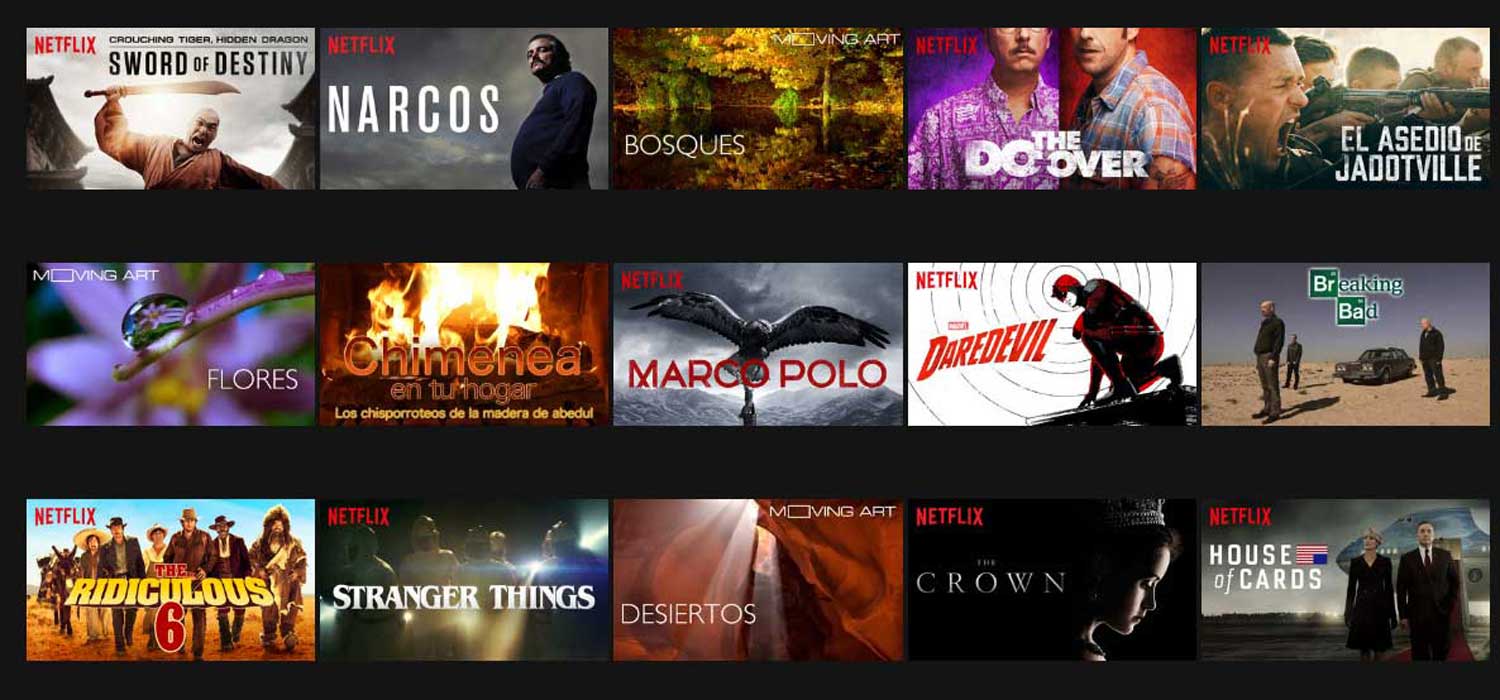 NETFLIX
CROUCHING TIGER, HIDDEN DRAGON
SWORD OF DESTINY
NETFLIX
NARCOS
MOVING ART
BOSQUES
NETFLIX
THE
DO-OVER
NETFLIX
EL ASEDIO DE
JADOTVILLE
MOVING ART
FLORES
Chimenea
en tu hogar
Los chisporroteos de la madera de abedul
NETFLIX
MARCO POLO
NETFLIX
MARVEL
DAREDEVIL
Breaking
Bad
NETFLIX
THE
RIDICULOUS
6
NETFLIX
STRANGER THINGS
MOVING ART
DESIERTOS
NETFLIX
THE
CROWN
NETFLIX
HOUSE
of CARDS